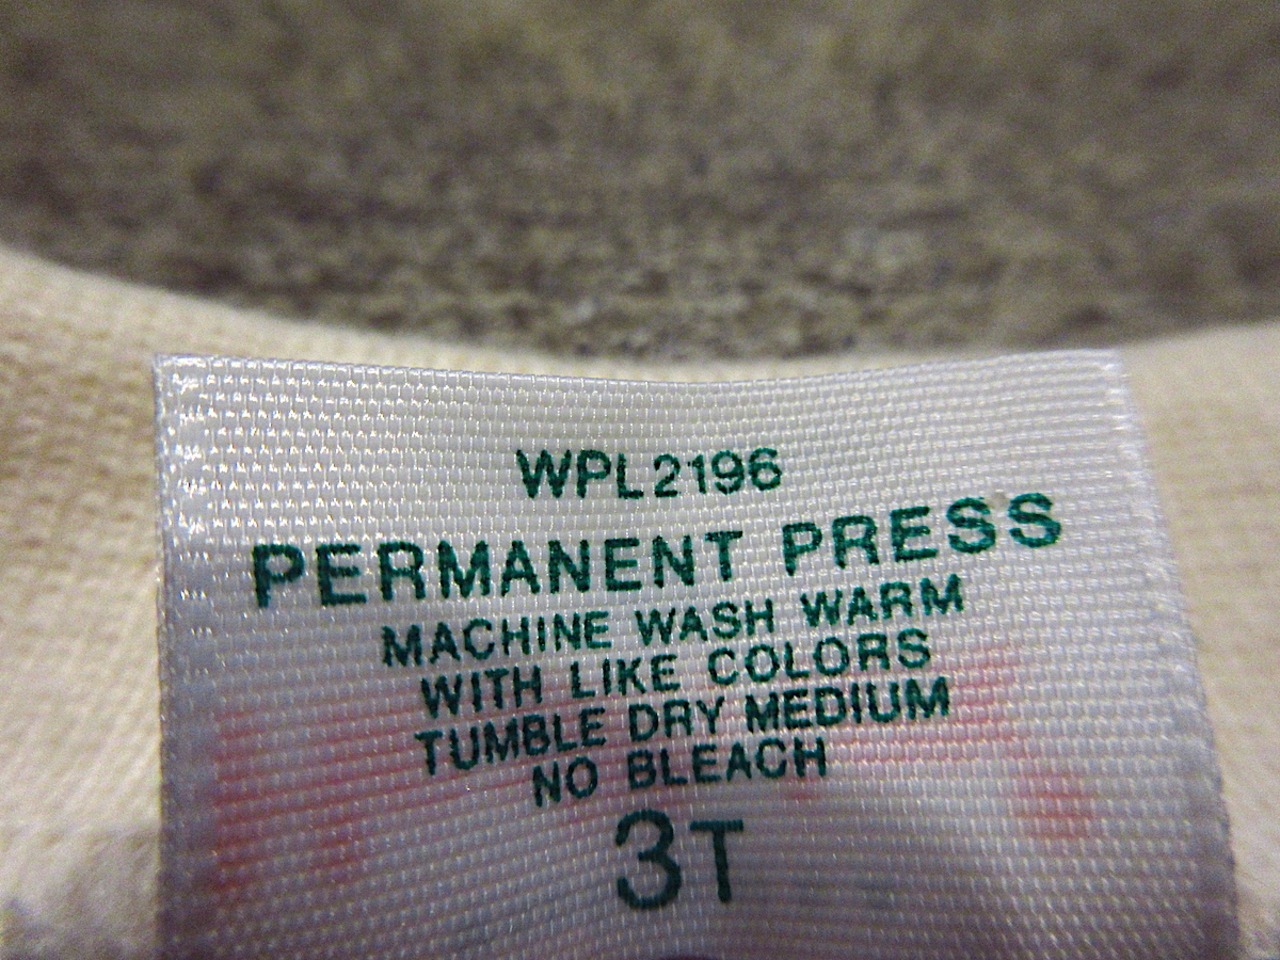 WPL2196
PERMANENT PRESS
MACHINE WASH WARM
WITH LIKE COLORS
TUMBLE DRY MEDIUM
NO BLEACH
3T